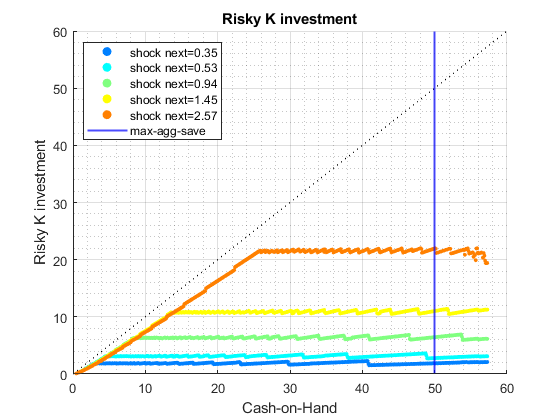 Risky K investment
60
50
40
30
20
10
0
Risky K investment
shock next=0.35
shock next=0.53
shock next=0.94
shock next=1.45
shock next=2.57
max-agg-save
0 10 20 30 40 50 60
Cash-on-Hand